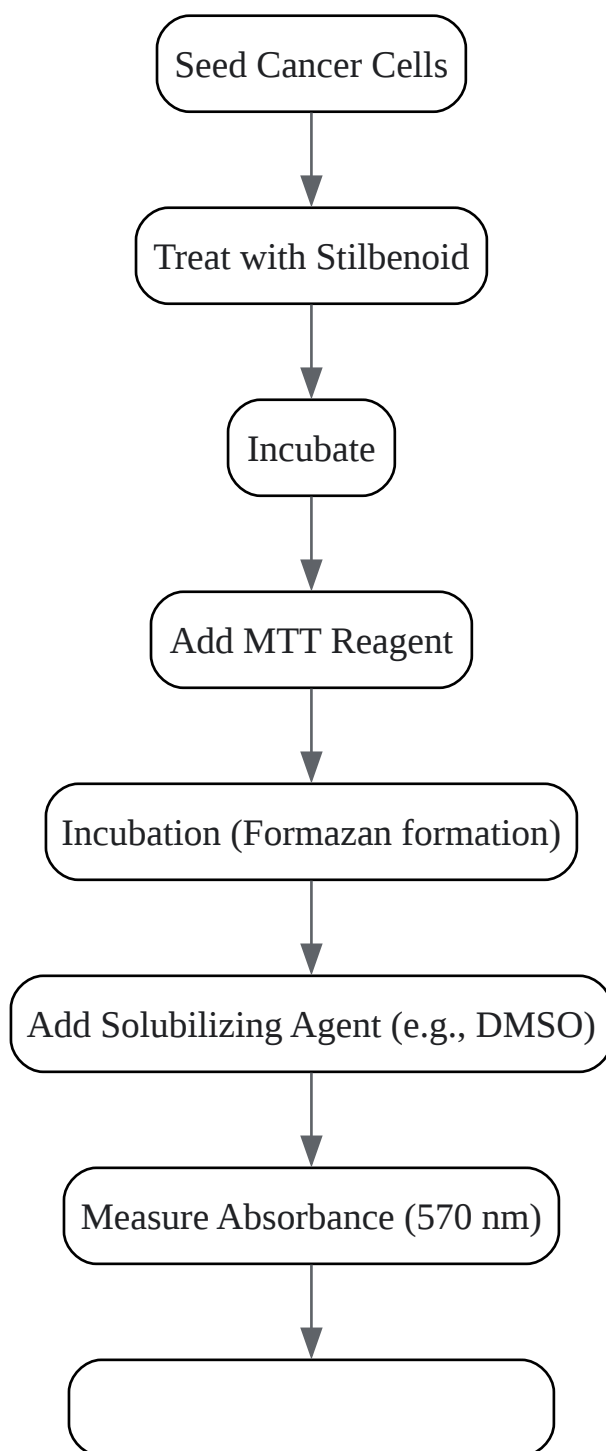 Seed Cancer Cells
Treat with Stilbenoid
Incubate
Add MTT Reagent
Incubation (Formazan formation)
Add Solubilizing Agent (e.g., DMSO)
Measure Absorbance (570 nm)